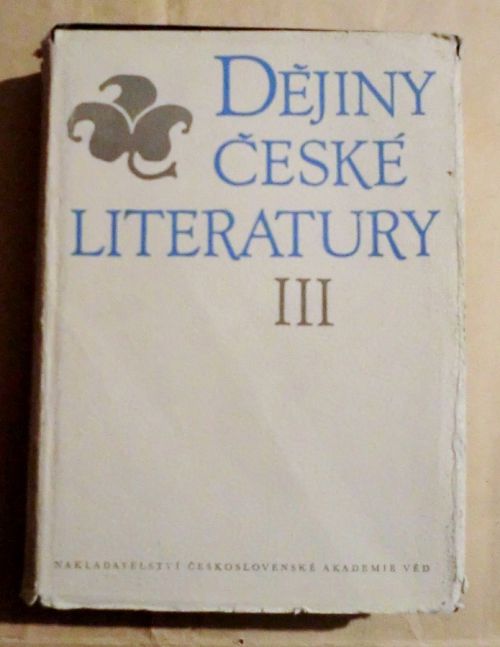 DĚJINY
ČESKÉ
LITERATURY
III
NAKLADATELSTVÍ ČESKOSLOVENSKÉ AKADEMIE VĚD